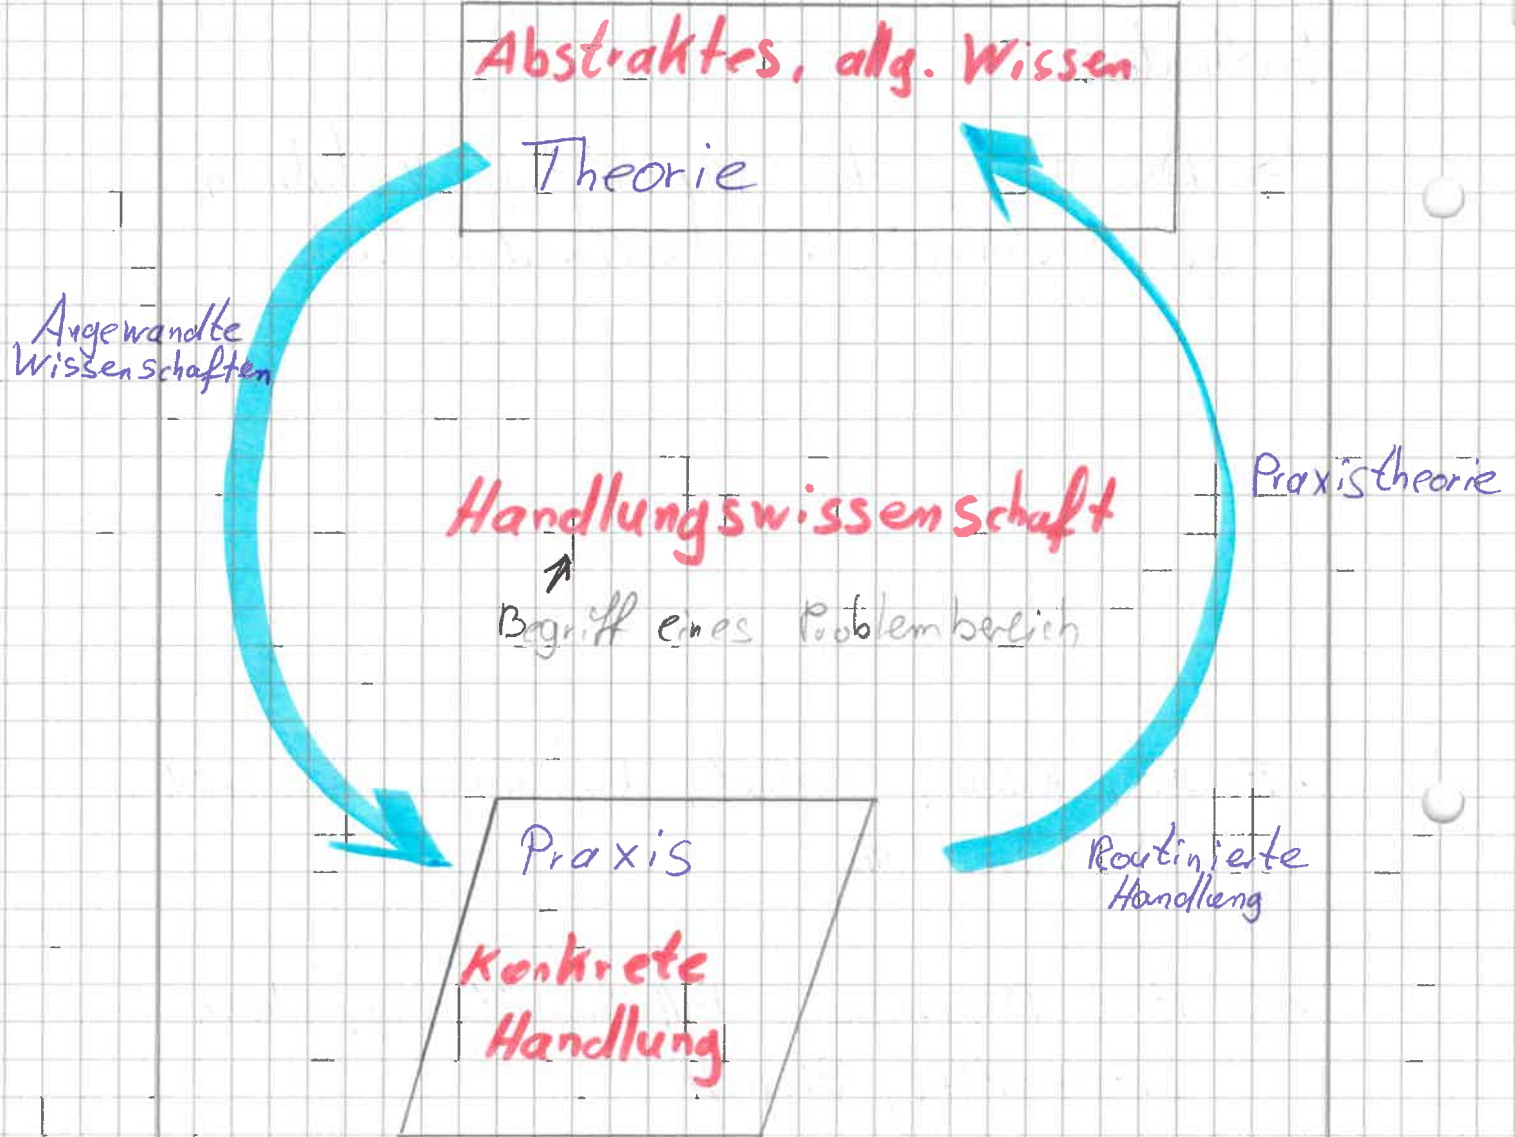 Abstraktes, allg. Wissen
Theorie
Angewandte
Wissenschaften
Praxistheorie
Handlungswissenschaft
Begriff eines Problembereich
Praxis
Routinierte
Handlung
Konkrete
Handlung